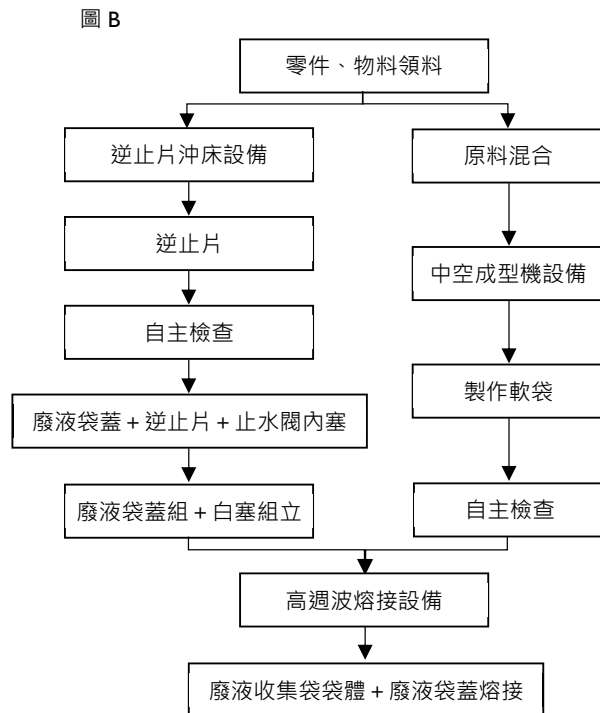 圖 B
零件、物料領料
逆止片沖床設備
原料混合
逆止片
中空成型機設備
自主檢查
製作軟袋
廢液袋蓋 + 逆止片 + 止水閥內塞
廢液袋蓋組 + 白塞組立
自主檢查
高週波熔接設備
廢液收集袋袋體 + 廢液袋蓋熔接